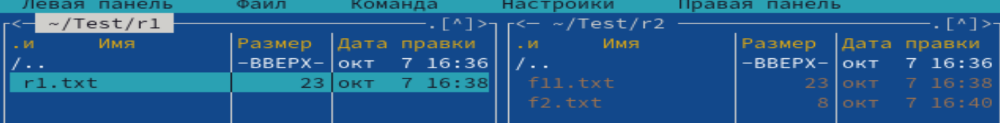 Левая панель Файл Команда Настройки Правая панель
<— ~/Test/r1 —.[^]>
<— ~/Test/r2 —.[^]>
.и Имя Размер Дата правки
.и Имя Размер Дата правки
/.. -ВВЕРХ- окт 7 16:36
/.. -ВВЕРХ- окт 7 16:36
r1.txt 23 окт 7 16:38
f11.txt 23 окт 7 16:38
f2.txt 8 окт 7 16:40